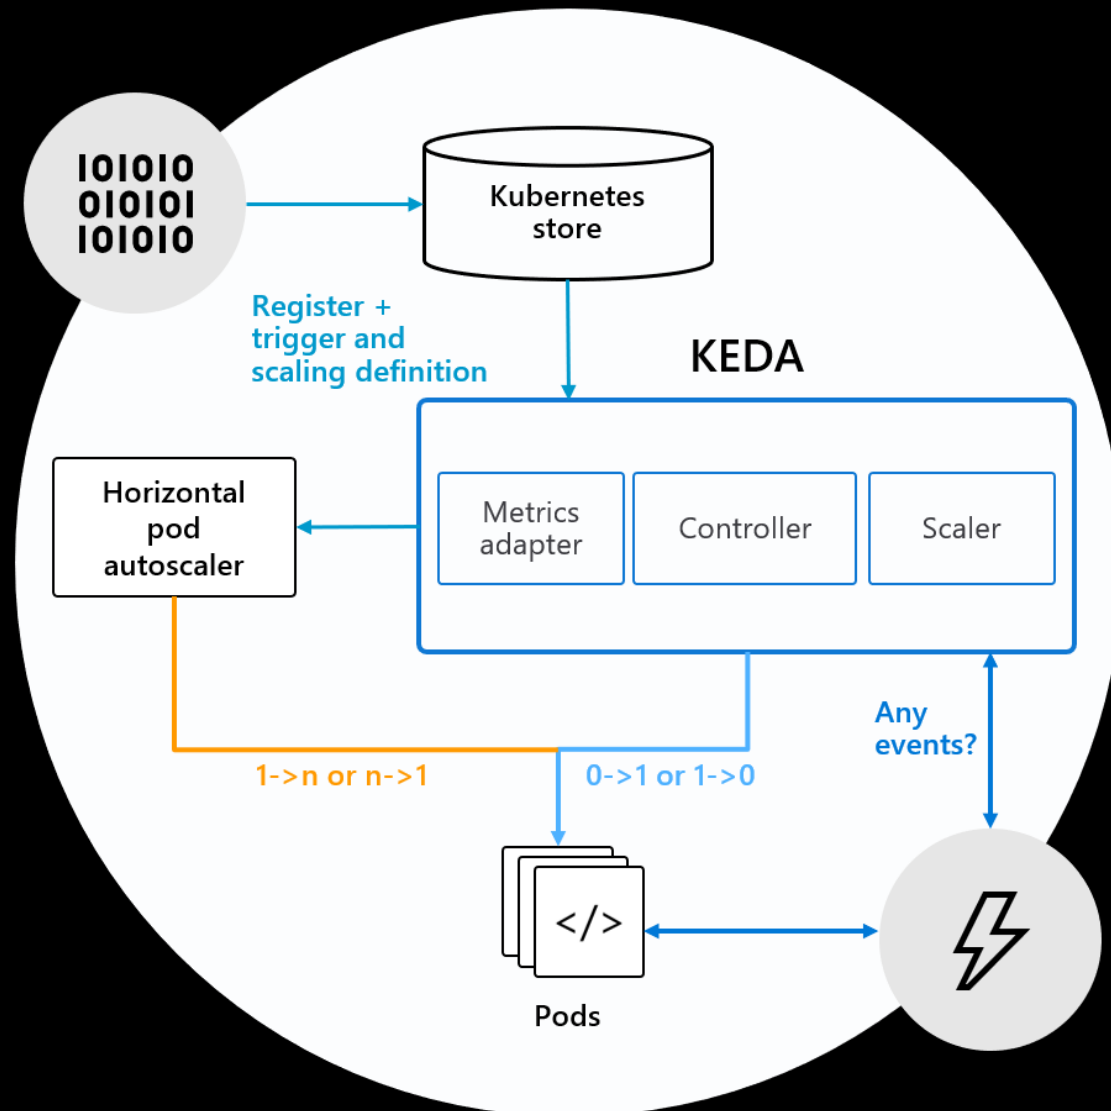 101010
010101
101010
Kubernetes
store
Register +
trigger and
scaling definition
KEDA
Horizontal
pod
autoscaler
Metrics
adapter
Controller
Scaler
Any
events?
1->n or n->1
0->1 or 1->0
</>
Pods